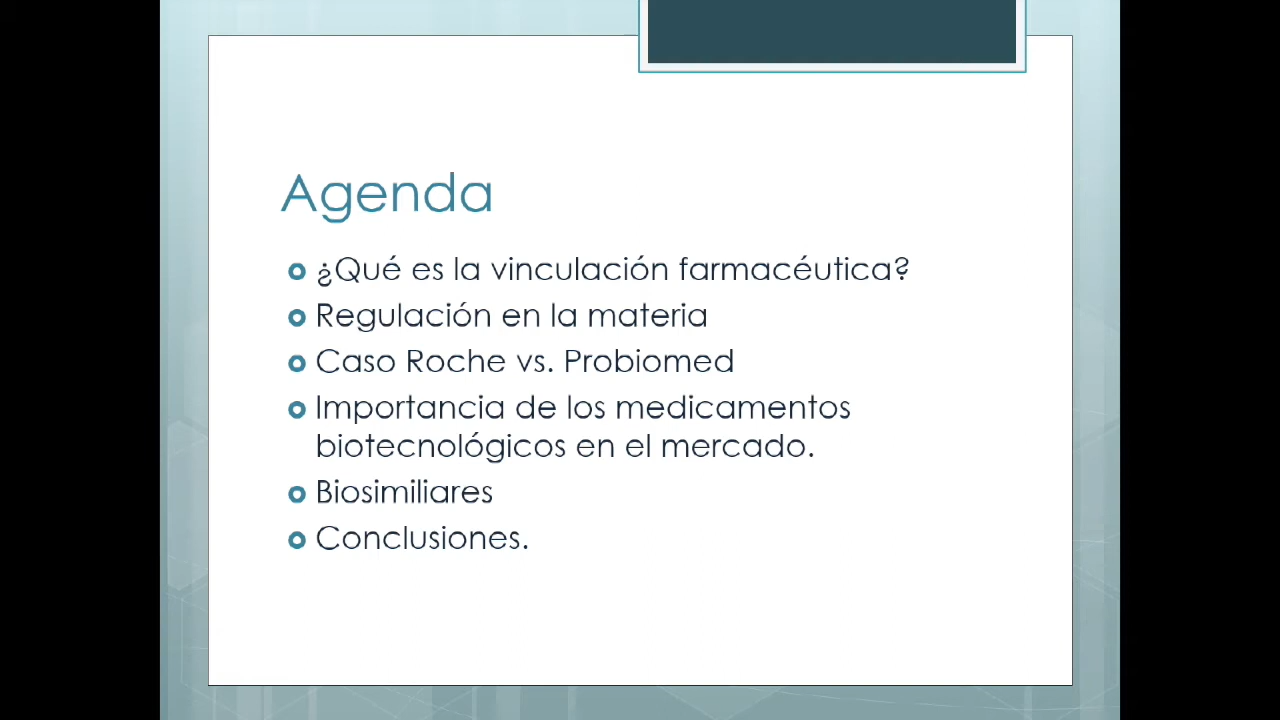 Agenda
¿Qué es la vinculación farmacéutica?
Regulación en la materia
Caso Roche vs. Probiomed
Importancia de los medicamentos
biotecnológicos en el mercado.
Biosimiliares
Conclusiones.